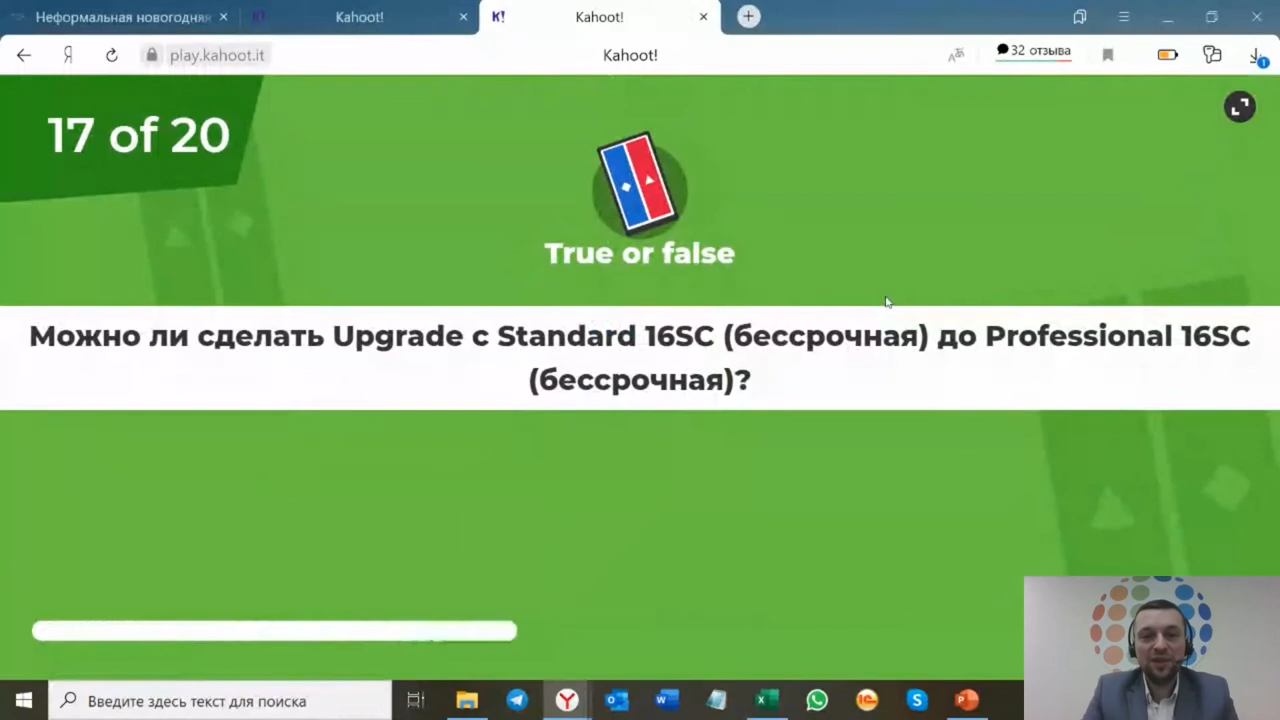 Неформальная новогодняя
Kahoot!
Kahoot!
play.kahoot.it
Kahoot!
32 отзыва
1
17 of 20
True or false
Можно ли сделать Upgrade с Standard 16SC (бессрочная) до Professional 16SC
(бессрочная)?
Введите здесь текст для поиска